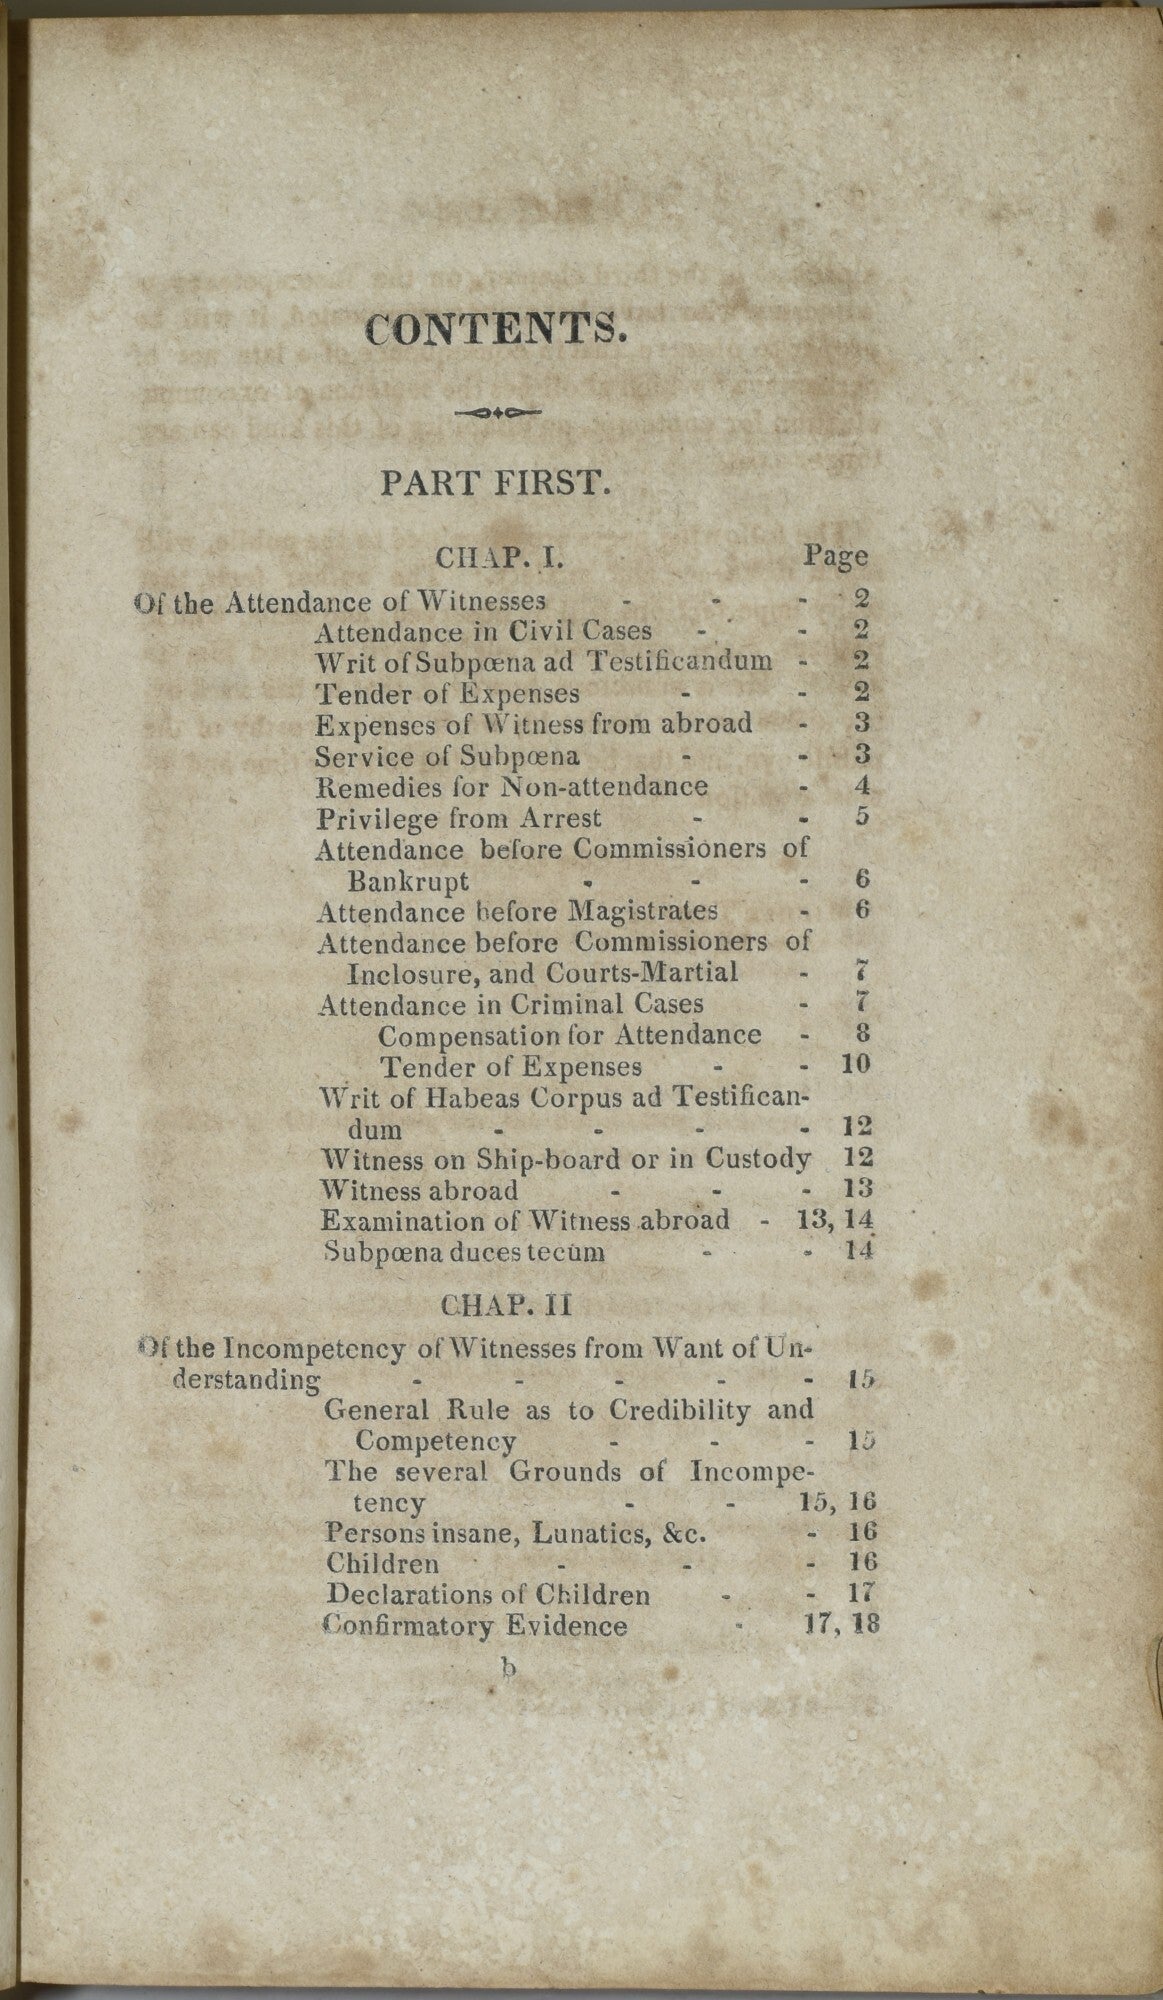 CONTENTS.
PART FIRST.
CHAP. I. Page
Of the Attendance of Witnesses - - - 2
Attendance in Civil Cases - - 2
Writ of Subpœna ad Testificandum - 2
Tender of Expenses - - 2
Expenses of Witness from abroad - 3
Service of Subpœna - - 3
Remedies for Non-attendance - 4
Privilege from Arrest - - 5
Attendance before Commissioners of
Bankrupt - - - 6
Attendance before Magistrates - 6
Attendance before Commissioners of
Inclosure, and Courts-Martial - 7
Attendance in Criminal Cases - 7
Compensation for Attendance - 8
Tender of Expenses - - 10
Writ of Habeas Corpus ad Testifican-
dum - - - - 12
Witness on Ship-board or in Custody 12
Witness abroad - - - 13
Examination of Witness abroad - 13, 14
Subpœna duces tecum - - 14
CHAP. II
Of the Incompetency of Witnesses from Want of Un-
derstanding - - - - - 15
General Rule as to Credibility and
Competency - - - 15
The several Grounds of Incompe-
tency - - 15, 16
Persons insane, Lunatics, &c. - 16
Children - - - 16
Declarations of Children - - 17
Confirmatory Evidence - 17, 18
b